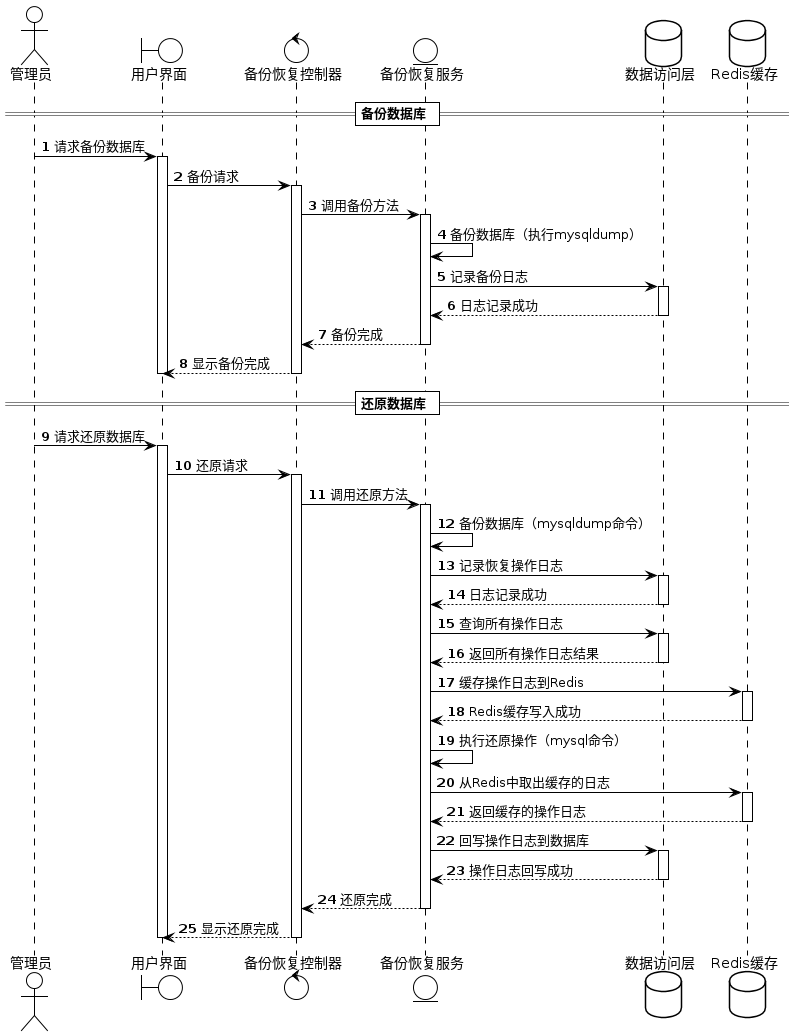 管理员 用户界面 备份恢复控制器 备份恢复服务 数据访问层 Redis缓存
备份数据库
1 请求备份数据库
2 备份请求
3 调用备份方法
4 备份数据库（执行mysqldump）
5 记录备份日志
6 日志记录成功
7 备份完成
8 显示备份完成
还原数据库
9 请求还原数据库
10 还原请求
11 调用还原方法
12 备份数据库（mysqldump命令）
13 记录恢复操作日志
14 日志记录成功
15 查询所有操作日志
16 返回所有操作日志结果
17 缓存操作日志到Redis
18 Redis缓存写入成功
19 执行还原操作（mysql命令）
20 从Redis中取出缓存的日志
21 返回缓存的操作日志
22 回写操作日志到数据库
23 操作日志回写成功
24 还原完成
25 显示还原完成
管理员 用户界面 备份恢复控制器 备份恢复服务 数据访问层 Redis缓存